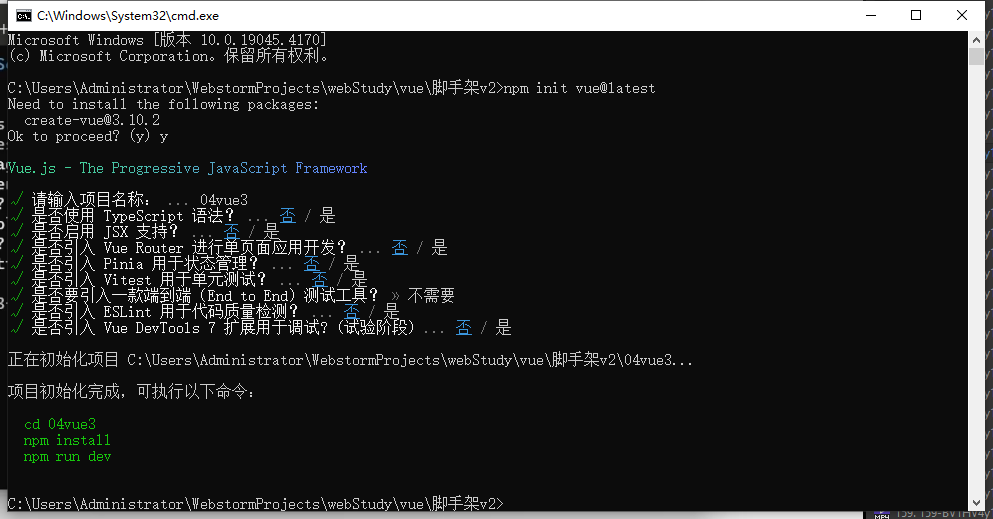 C:\Windows\System32\cmd.exe
Microsoft Windows [版本 10.0.19045.4170]
(c) Microsoft Corporation。保留所有权利。
C:\Users\Administrator\WebstormProjects\webStudy\vue\脚手架v2>npm init vue@latest
Need to install the following packages:
create-vue@3.10.2
Ok to proceed? (y) y
Vue.js - The Progressive JavaScript Framework
√ 请输入项目名称： ... 04vue3
√ 是否使用 TypeScript 语法？ ... 否 / 是
√ 是否启用 JSX 支持？ ... 否 / 是
√ 是否引入 Vue Router 进行单页面应用开发？ ... 否 / 是
√ 是否引入 Pinia 用于状态管理？ ... 否 / 是
√ 是否引入 Vitest 用于单元测试？ ... 否 / 是
√ 是否要引入一款端到端（End to End）测试工具？ » 不需要
√ 是否引入 ESLint 用于代码质量检测？ ... 否 / 是
√ 是否引入 Vue DevTools 7 扩展用于调试? (试验阶段) ... 否 / 是
正在初始化项目 C:\Users\Administrator\WebstormProjects\webStudy\vue\脚手架v2\04vue3...
项目初始化完成，可执行以下命令：
cd 04vue3
npm install
npm run dev
C:\Users\Administrator\WebstormProjects\webStudy\vue\脚手架v2>